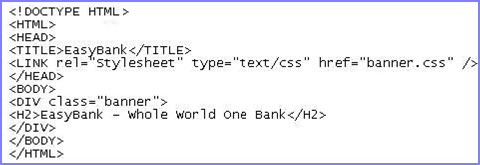 <!DOCTYPE HTML>
<HTML>
<HEAD>
<TITLE>EasyBank</TITLE>
<LINK rel="Stylesheet" type="text/css" href="banner.css" />
</HEAD>
<BODY>
<DIV class="banner">
<H2>EasyBank - Whole World One Bank</H2>
</DIV>
</BODY>
</HTML>